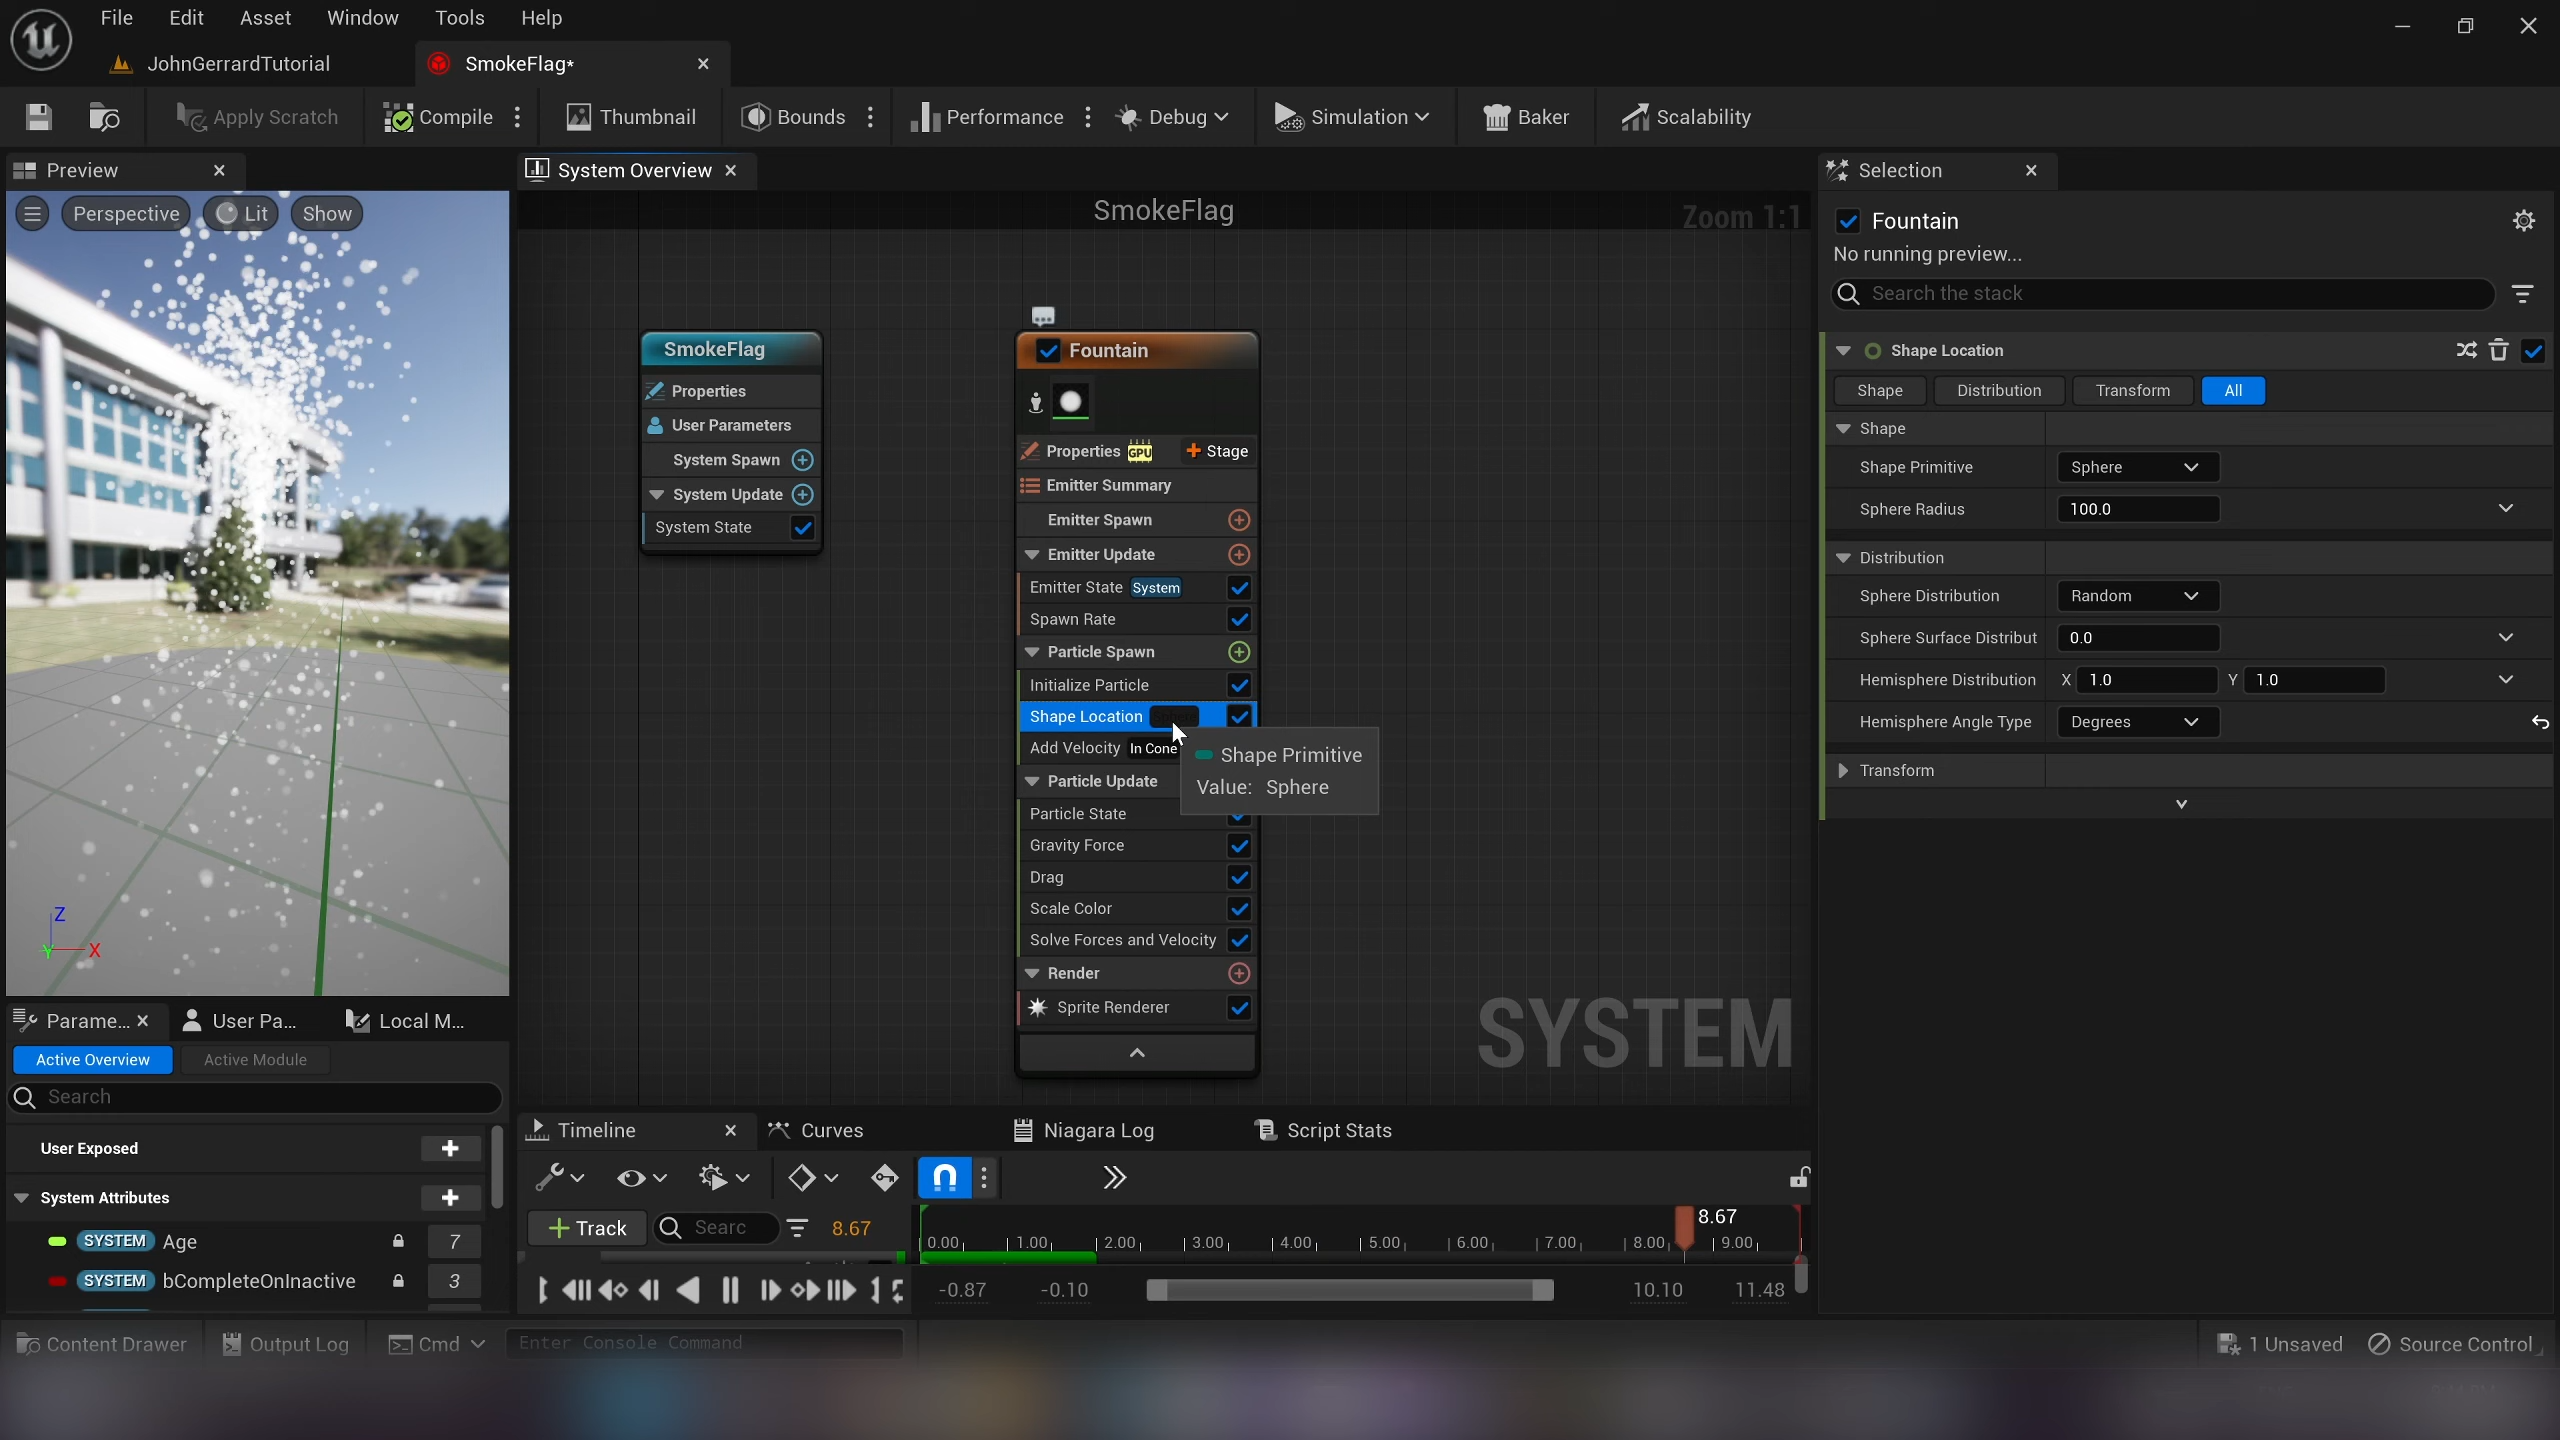 File Edit Asset Window Tools Help
JohnGerrardTutorial
SmokeFlag*
Apply Scratch
Compile
Thumbnail
Bounds
Performance
Debug
Simulation
Baker
Scalability
Preview
System Overview
Selection
Perspective
Lit
Show
SmokeFlag
Zoom 1:1
Fountain
No running preview...
Search the stack
SmokeFlag
Properties
User Parameters
System Spawn
System Update
System State
Fountain
Properties GPU
Stage
Emitter Summary
Emitter Spawn
Emitter Update
Emitter State System
Spawn Rate
Particle Spawn
Initialize Particle
Shape Location
Add Velocity In Cone
Particle Update
Particle State
Gravity Force
Drag
Scale Color
Solve Forces and Velocity
Render
Sprite Renderer
Shape Primitive
Value: Sphere
SYSTEM
Shape Location
Shape Distribution Transform All
Shape
Shape Primitive Sphere
Sphere Radius 100.0
Distribution
Sphere Distribution Random
Sphere Surface Distribut 0.0
Hemisphere Distribution X 1.0 Y 1.0
Hemisphere Angle Type Degrees
Transform
Z
Y
X
Parame...
User Pa...
Local M...
Active Overview
Active Module
Search
User Exposed
System Attributes
SYSTEM Age 7
SYSTEM bCompleteOnInactive 3
Timeline
Curves
Niagara Log
Script Stats
Track
Searc
8.67
8.67
0.00 1.00 2.00 3.00 4.00 5.00 6.00 7.00 8.00 9.00
-0.87 -0.10 10.10 11.48
Content Drawer
Output Log
Cmd
Enter Console Command
1 Unsaved
Source Control